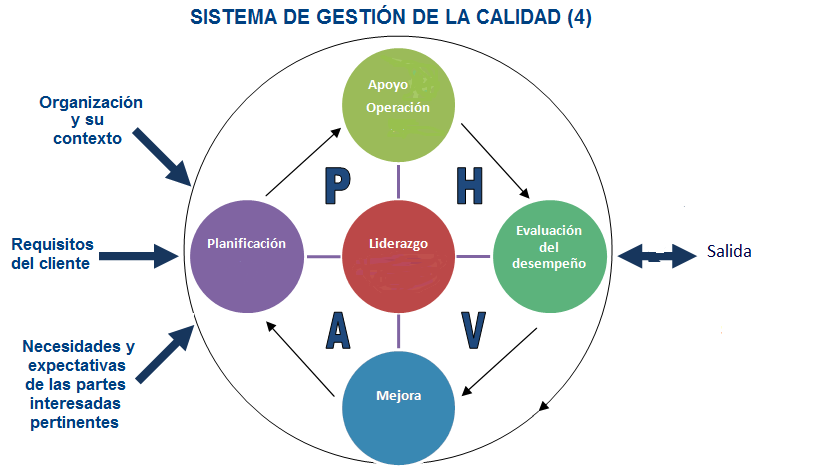 SISTEMA DE GESTIÓN DE LA CALIDAD (4)
Organización
y su
contexto
Requisitos
del cliente
Necesidades y
expectativas
de las partes
interesadas
pertinentes
Apoyo
Operación
P
H
Planificación
Liderazgo
Evaluación
del
desempeño
A
V
Mejora
Salida